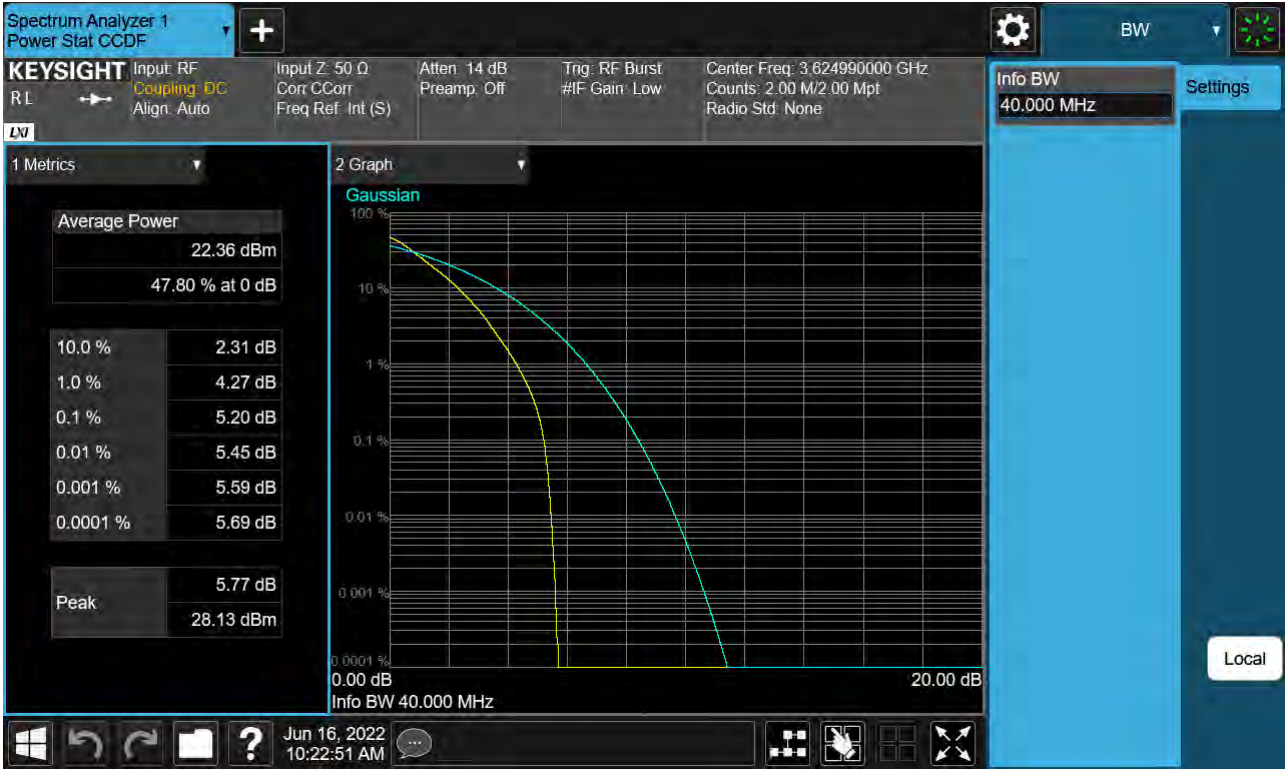 Spectrum Analyzer 1
Power Stat CCDF
BW
KEYSIGHT
RL
LXI
Input: RF
Coupling: DC
Align: Auto
Input Z: 50 Ω
Corr CCorr
Freq Ref: Int (S)
Atten: 14 dB
Preamp: Off
Trig: RF Burst
#IF Gain: Low
Center Freq: 3.624990000 GHz
Counts: 2.00 M/2.00 Mpt
Radio Std: None
Info BW
40.000 MHz
Settings
1 Metrics
Average Power
22.36 dBm
47.80 % at 0 dB
10.0 % 2.31 dB
1.0 % 4.27 dB
0.1 % 5.20 dB
0.01 % 5.45 dB
0.001 % 5.59 dB
0.0001 % 5.69 dB
Peak
5.77 dB
28.13 dBm
2 Graph
Gaussian
100 %
10 %
1 %
0.1 %
0.01 %
0.001 %
0.0001 %
0.00 dB 20.00 dB
Info BW 40.000 MHz
Local
?
Jun 16, 2022
10:22:51 AM